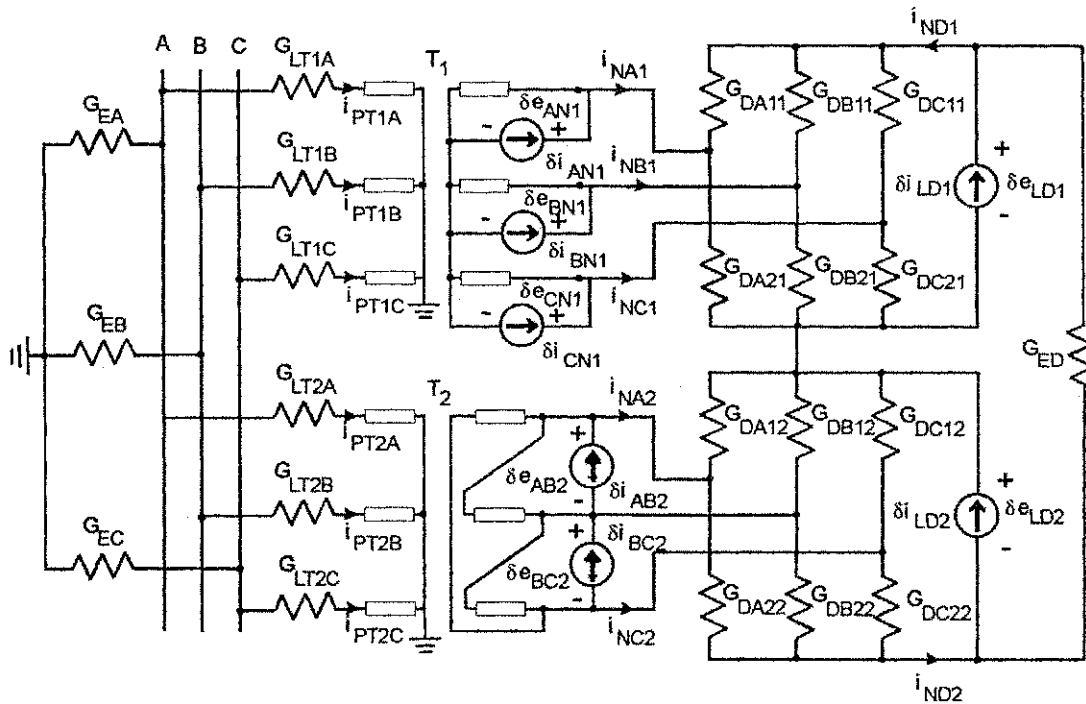 A B C
G_EA
G_EB
G_EC
G_LT1A
i_PT1A
G_LT1B
i_PT1B
G_LT1C
i_PT1C
T_1
δe_AN1
- +
δi_AN1
δe_BN1
- +
δi_BN1
δe_CN1
- +
δi_CN1
i_NA1
i_NB1
i_NC1
G_DA11
G_DB11
G_DC11
G_DA21
G_DB21
G_DC21
i_ND1
δi_LD1
+
δe_LD1
-
G_ED
G_LT2A
i_PT2A
G_LT2B
i_PT2B
G_LT2C
i_PT2C
T_2
i_NA2
+
δe_AB2
-
δi_AB2
+
δi_BC2
δe_BC2
-
i_NC2
G_DA12
G_DB12
G_DC12
G_DA22
G_DB22
G_DC22
δi_LD2
+
δe_LD2
-
i_ND2